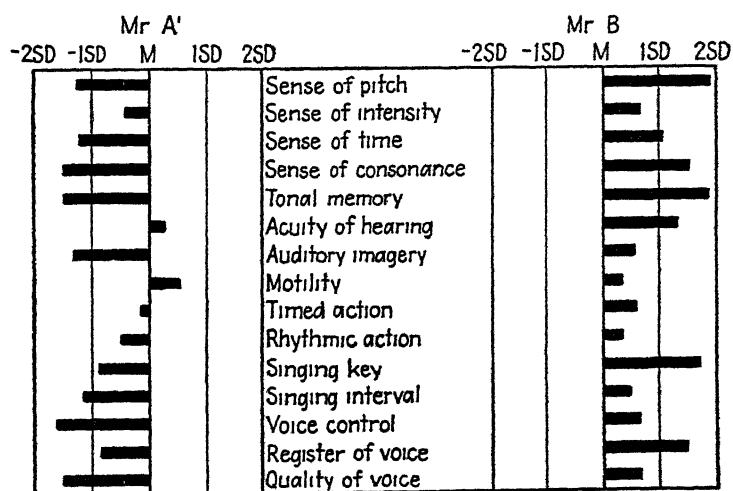 Mr A' Mr B
-2SD -1SD M 1SD 2SD -2SD -1SD M 1SD 2SD
Sense of pitch
Sense of intensity
Sense of time
Sense of consonance
Tonal memory
Acuity of hearing
Auditory imagery
Motility
Timed action
Rhythmic action
Singing key
Singing interval
Voice control
Register of voice
Quality of voice